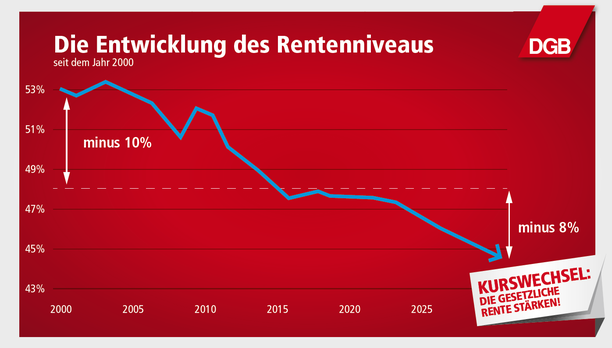 Die Entwicklung des Rentenniveaus
seit dem Jahr 2000
DGB
53%
51%
49%
47%
45%
43%
minus 10%
minus 8%
2000
2005
2010
2015
2020
2025
KURSWECHSEL:
DIE GESETZLICHE
RENTE STÄRKEN!